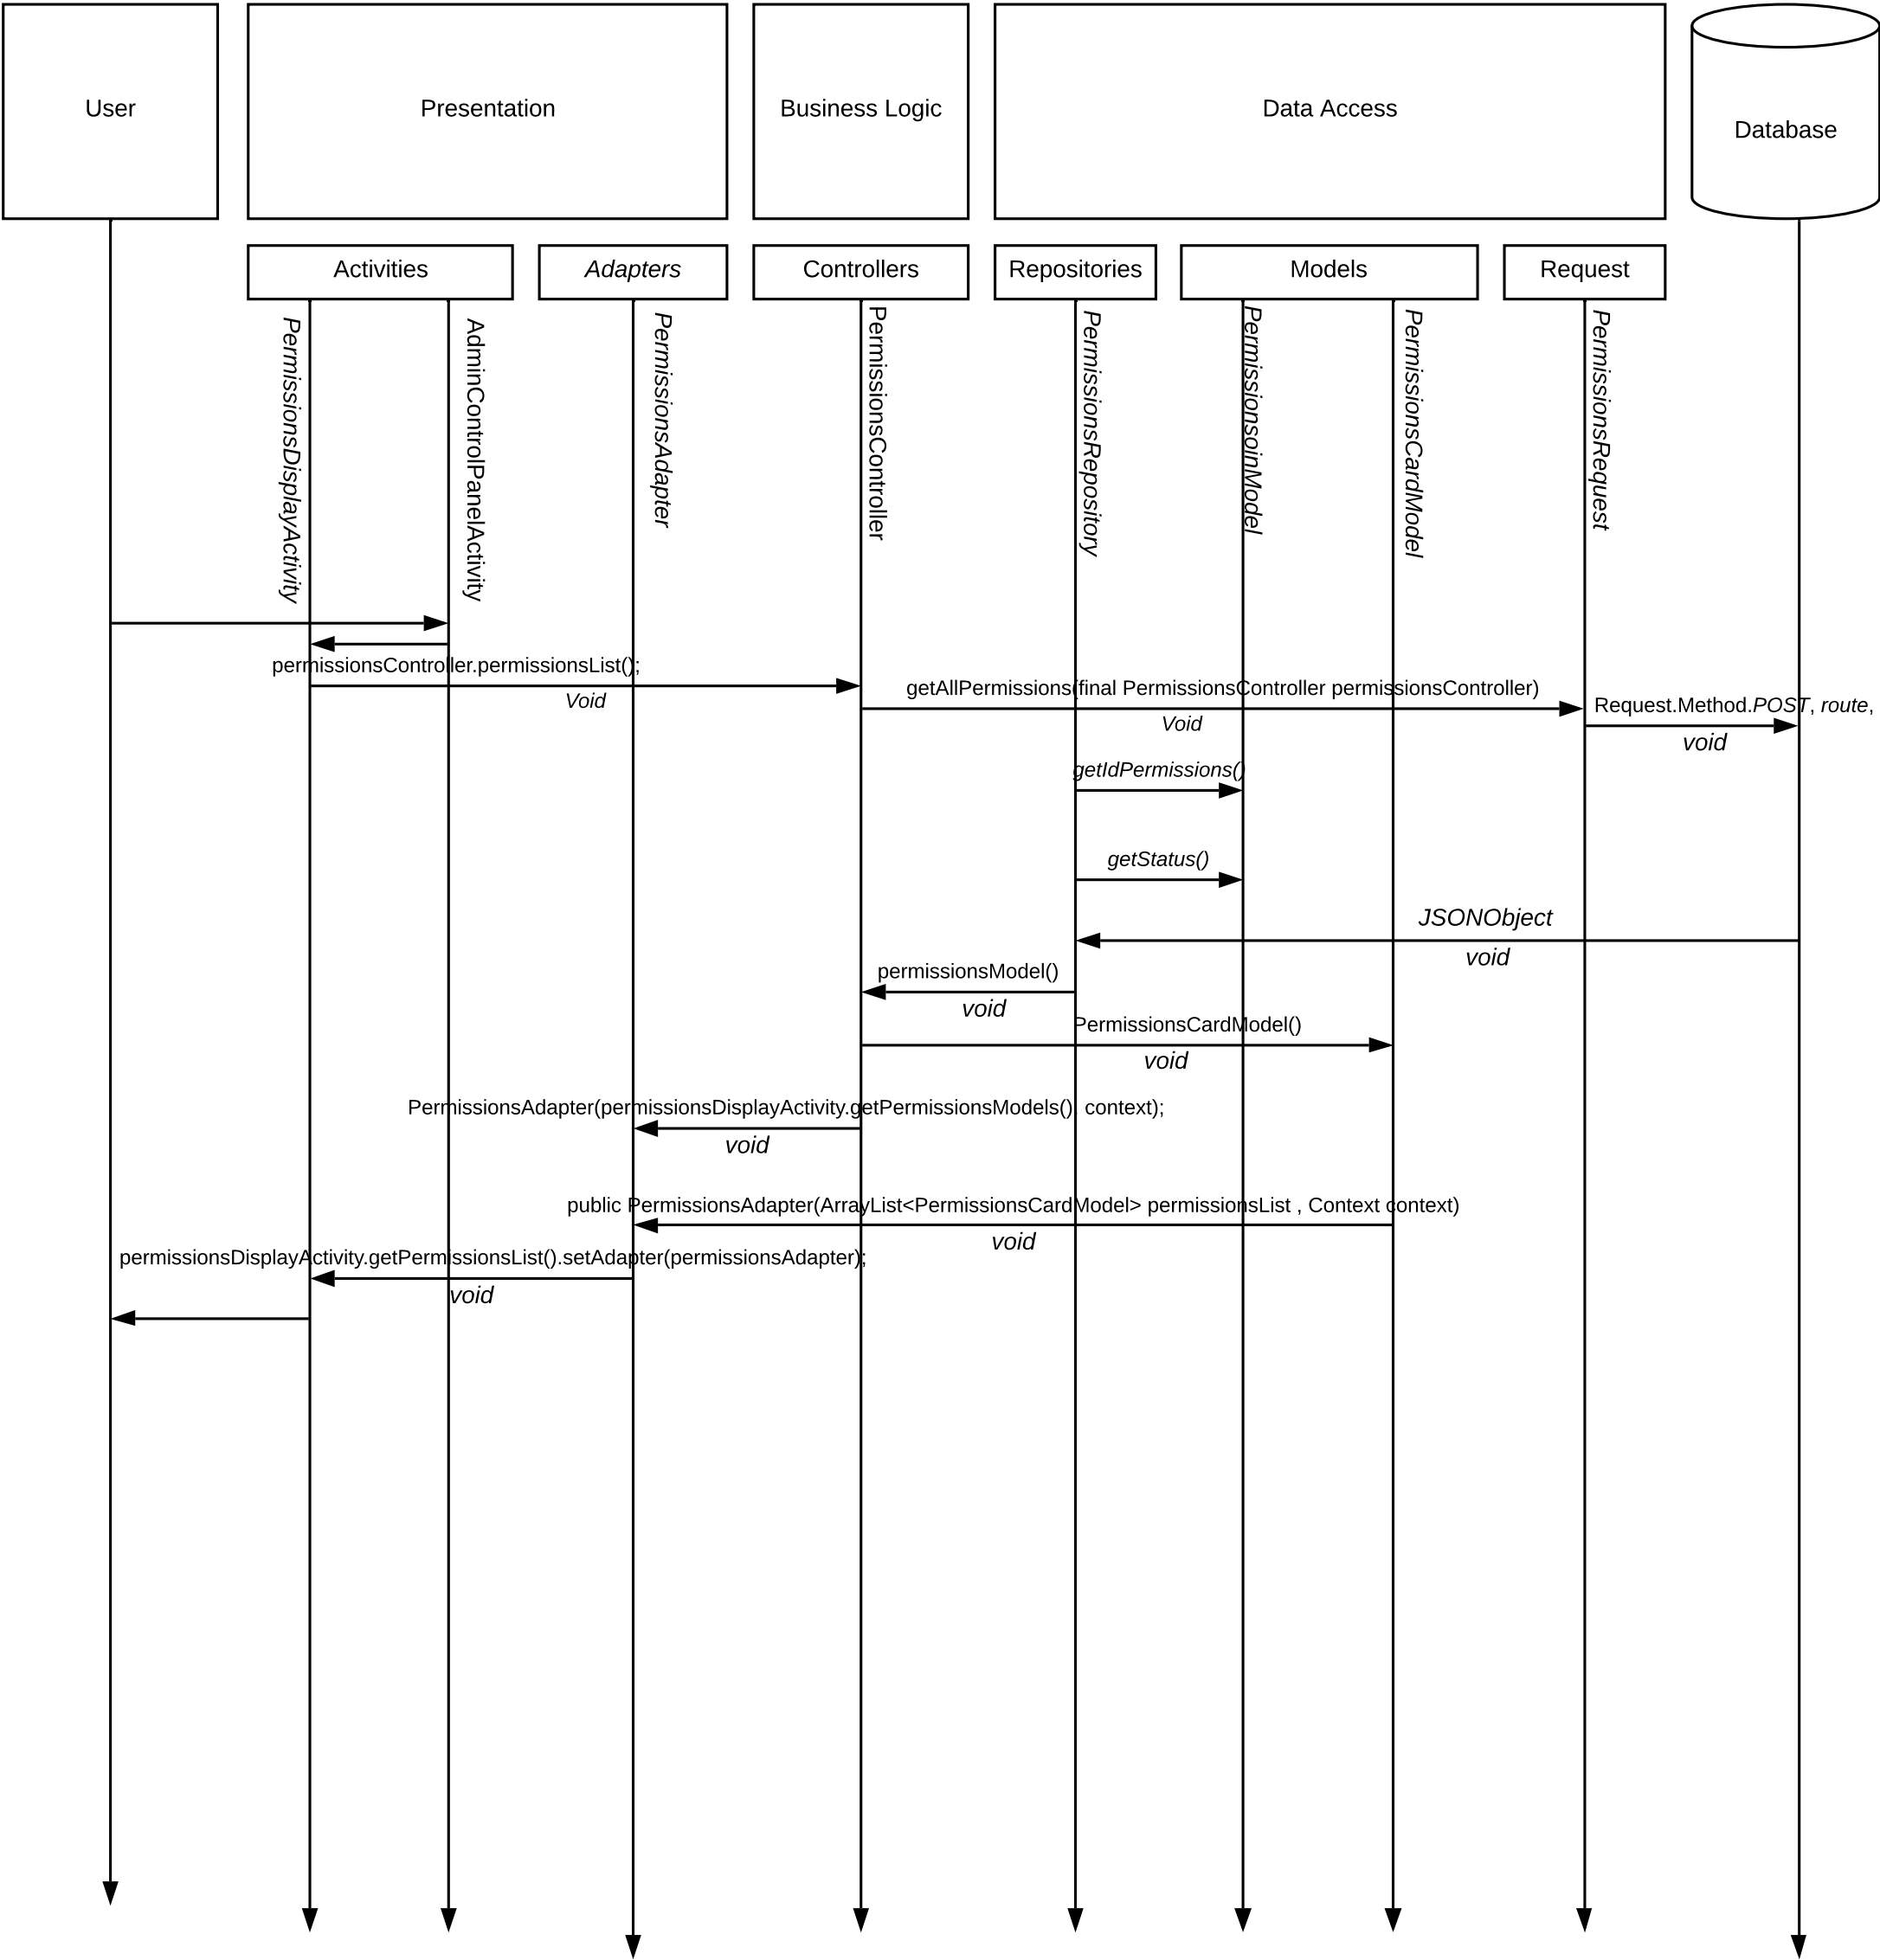 User
Presentation
Business Logic
Data Access
Database
Activities
Adapters
Controllers
Repositories
Models
Request
PermissionsDisplayActivity
AdminControlPanelActivity
PermissionsAdapter
PermissionsController
PermissionsRepository
PermissionsoinModel
PermissionsCardModel
PermissionsRequest
permissionsController.permissionsList();
Void
getAllPermissions(final PermissionsController permissionsController)
Void
Request.Method.POST, route,
void
getIdPermissions()
getStatus()
JSONObject
void
permissionsModel()
void
PermissionsCardModel()
void
PermissionsAdapter(permissionsDisplayActivity.getPermissionsModels(), context);
void
public PermissionsAdapter(ArrayList<PermissionsCardModel> permissionsList , Context context)
void
permissionsDisplayActivity.getPermissionsList().setAdapter(permissionsAdapter);
void